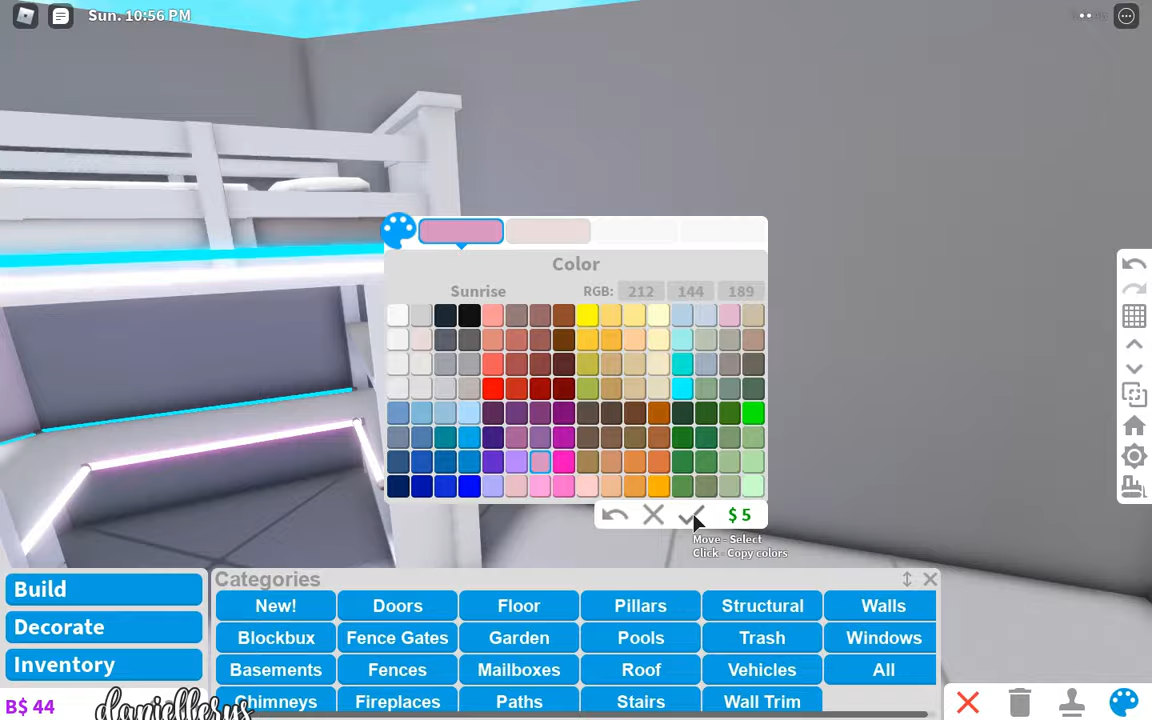 Sun. 10:56 PM
Color
Sunrise RGB: 212 144 189
$ 5
Move - Select
Click - Copy colors
Build
Decorate
Inventory
B$ 44
Categories
New! Doors Floor Pillars Structural Walls
Blockbux Fence Gates Garden Pools Trash Windows
Basements Fences Mailboxes Roof Vehicles All
Chimneys Fireplaces Paths Stairs Wall Trim
daniellerus